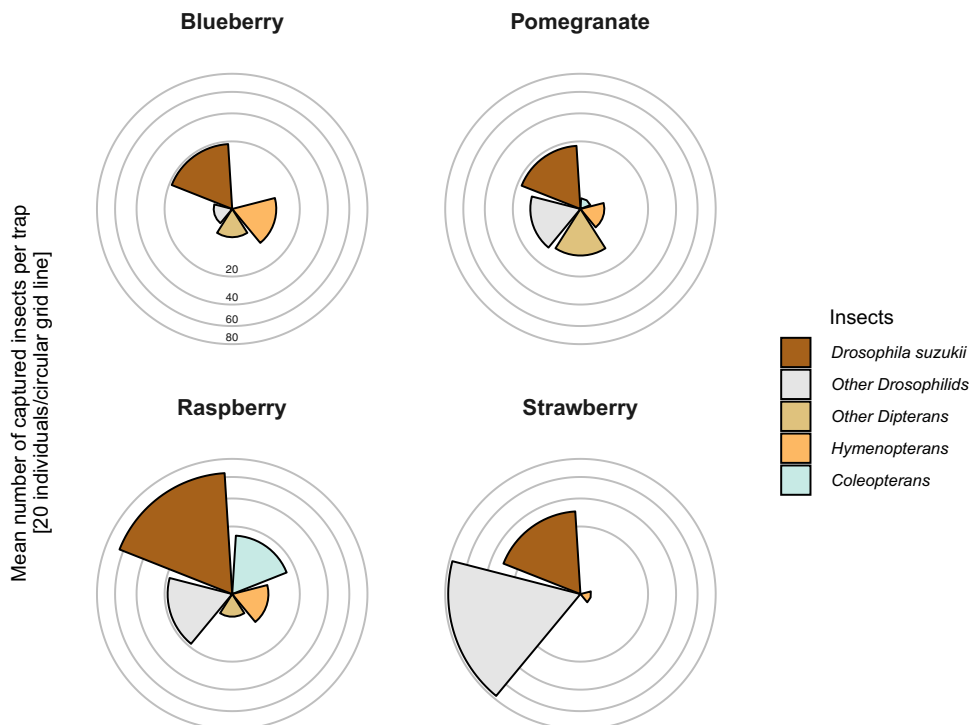 Blueberry
Pomegranate
20
40
60
80
Mean number of captured insects per trap
[20 individuals/circular grid line]
Insects
Drosophila suzukii
Other Drosophilids
Other Dipterans
Hymenopterans
Coleopterans
Raspberry
Strawberry